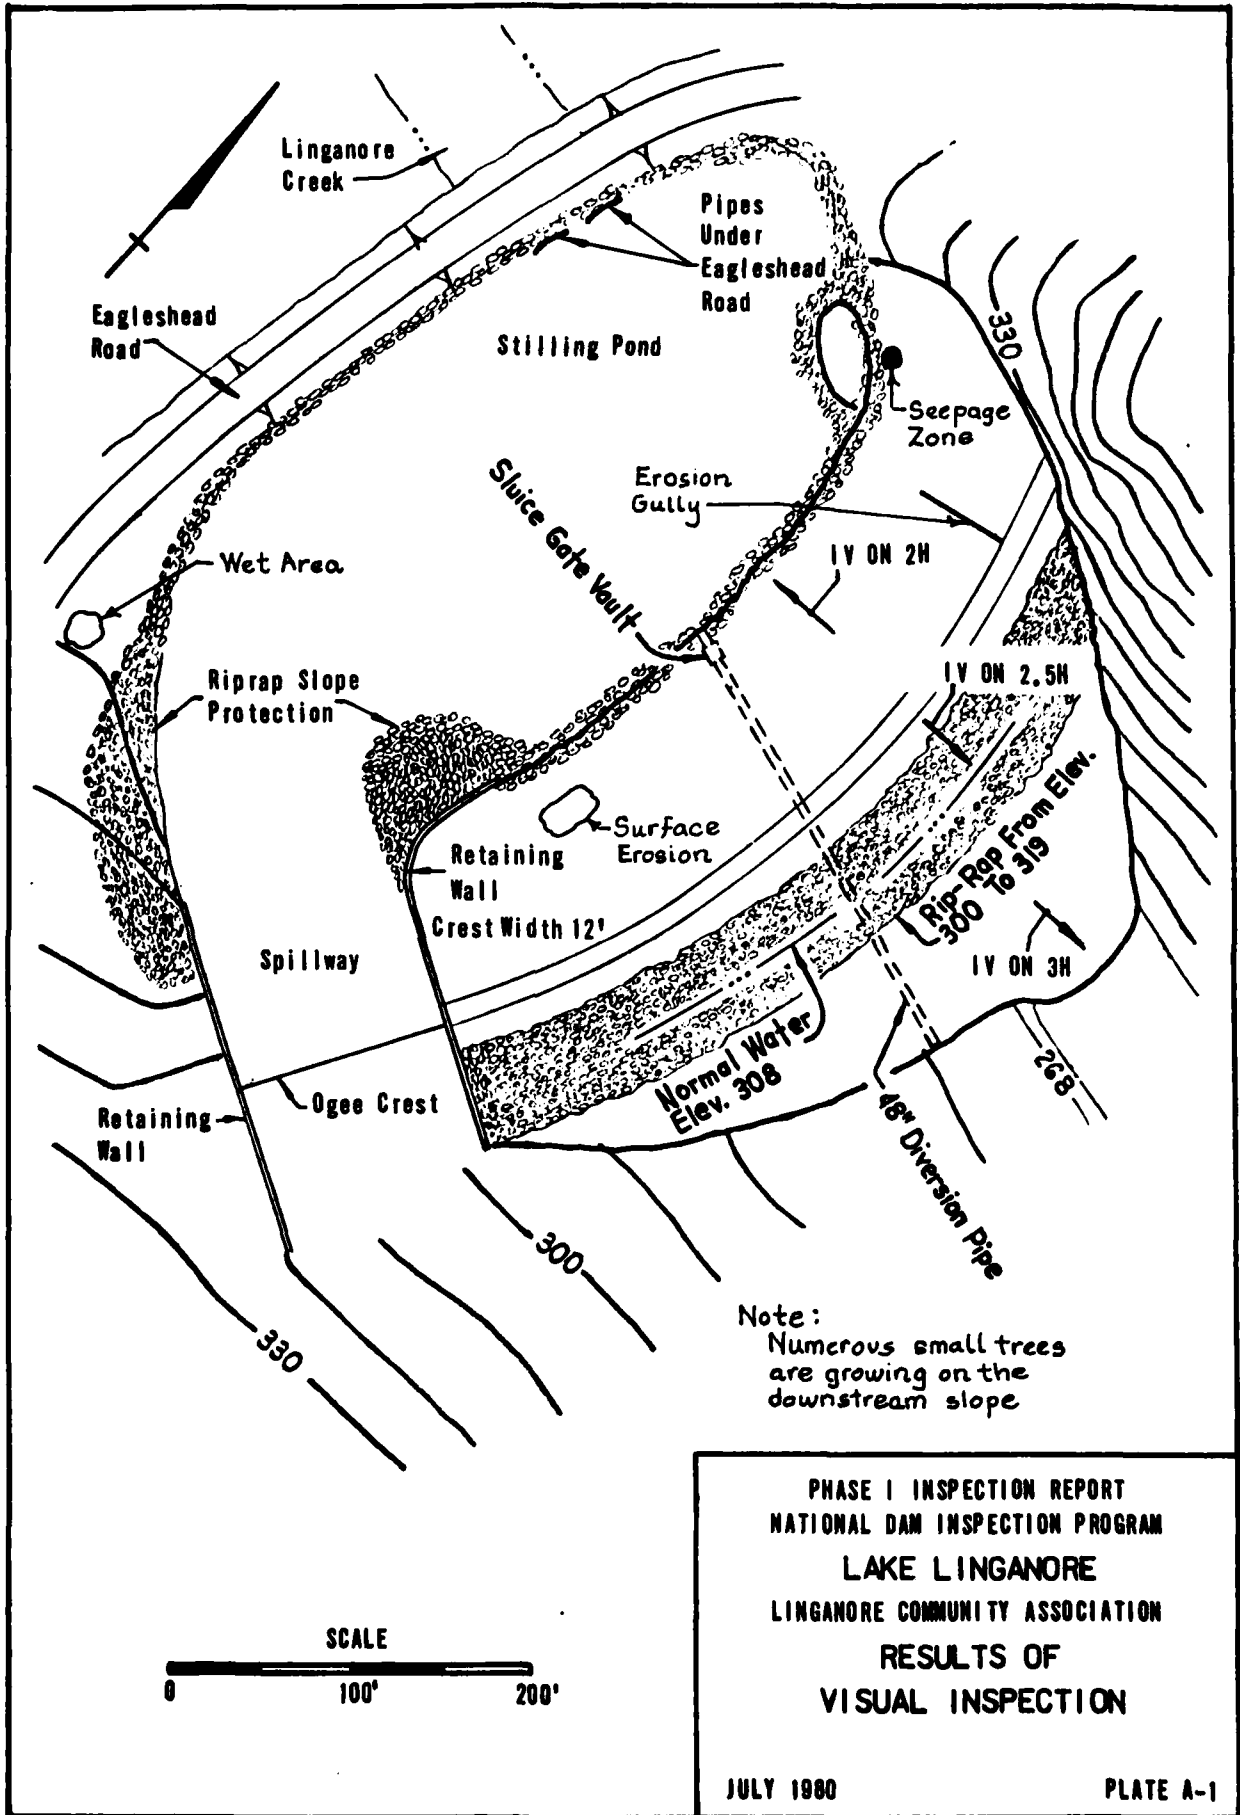 Linganore
Creek
Pipes
Under
Eagleshead
Road
Eagleshead
Road
Stilling Pond
330
Seepage
Zone
Sluice Gate Vault
Erosion
Gully
1V ON 2H
Wet Area
Riprap Slope
Protection
1V ON 2.5H
Rip-Rap From Elev.
300 To 319
Surface
Erosion
Retaining
Wall
Crest Width 12'
Spillway
1V ON 3H
Normal Water
Elev. 308
268
Ogee Crest
Retaining
Wall
48" Diversion Pipe
300
330
Note:
Numerous small trees
are growing on the
downstream slope
PHASE I INSPECTION REPORT
NATIONAL DAM INSPECTION PROGRAM
LAKE LINGANORE
LINGANORE COMMUNITY ASSOCIATION
RESULTS OF
VISUAL INSPECTION
JULY 1980
PLATE A-1
SCALE
0
100'
200'